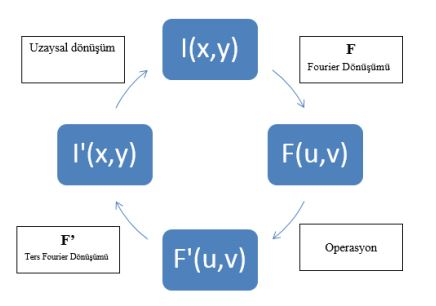 Uzaysal dönüşüm
I(x,y)
F
Fourier Dönüşümü
I'(x,y)
F(u,v)
F'
Ters Fourier Dönüşümü
F'(u,v)
Operasyon